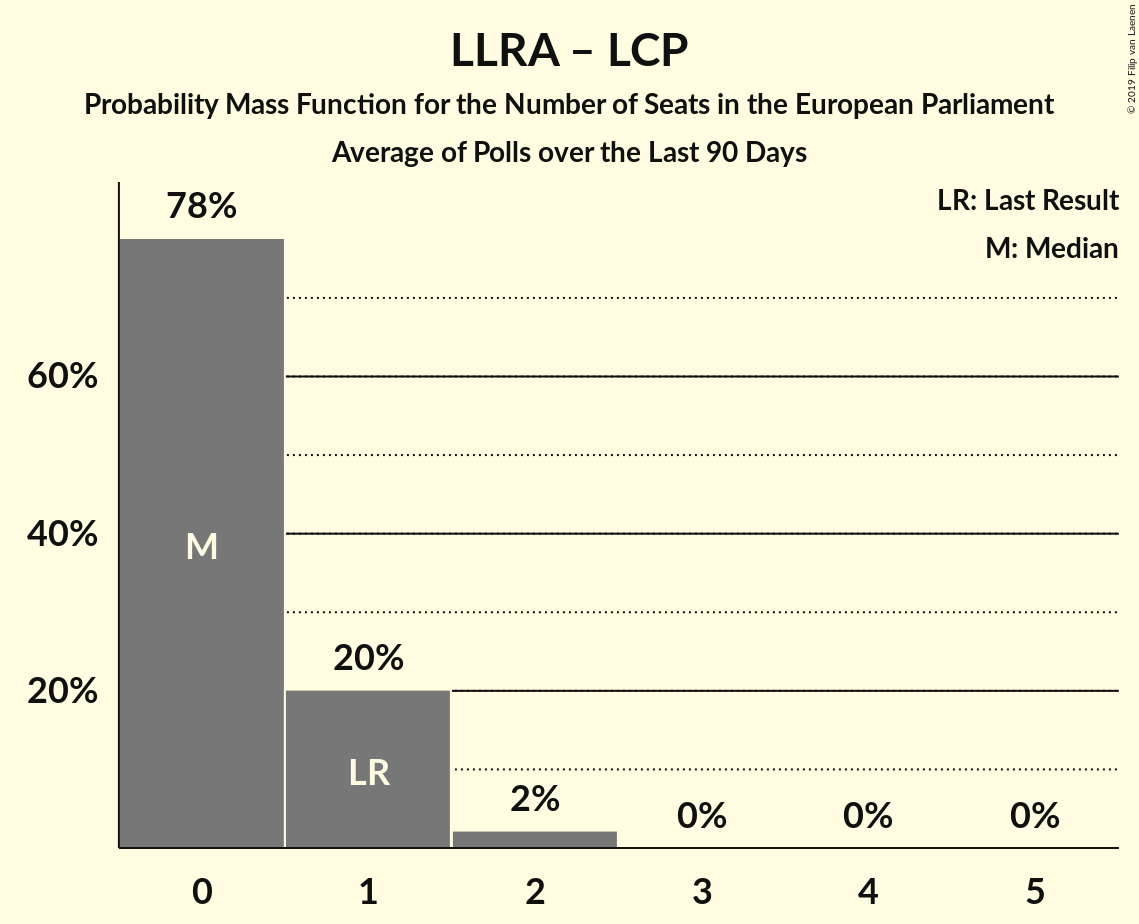 LLRA – LCP
Probability Mass Function for the Number of Seats in the European Parliament
Average of Polls over the Last 90 Days
© 2019 Filip van Laenen
LR: Last Result
M: Median
78%
60%
M
40%
20%
20%
LR
2%
0%
0%
0%
0
1
2
3
4
5